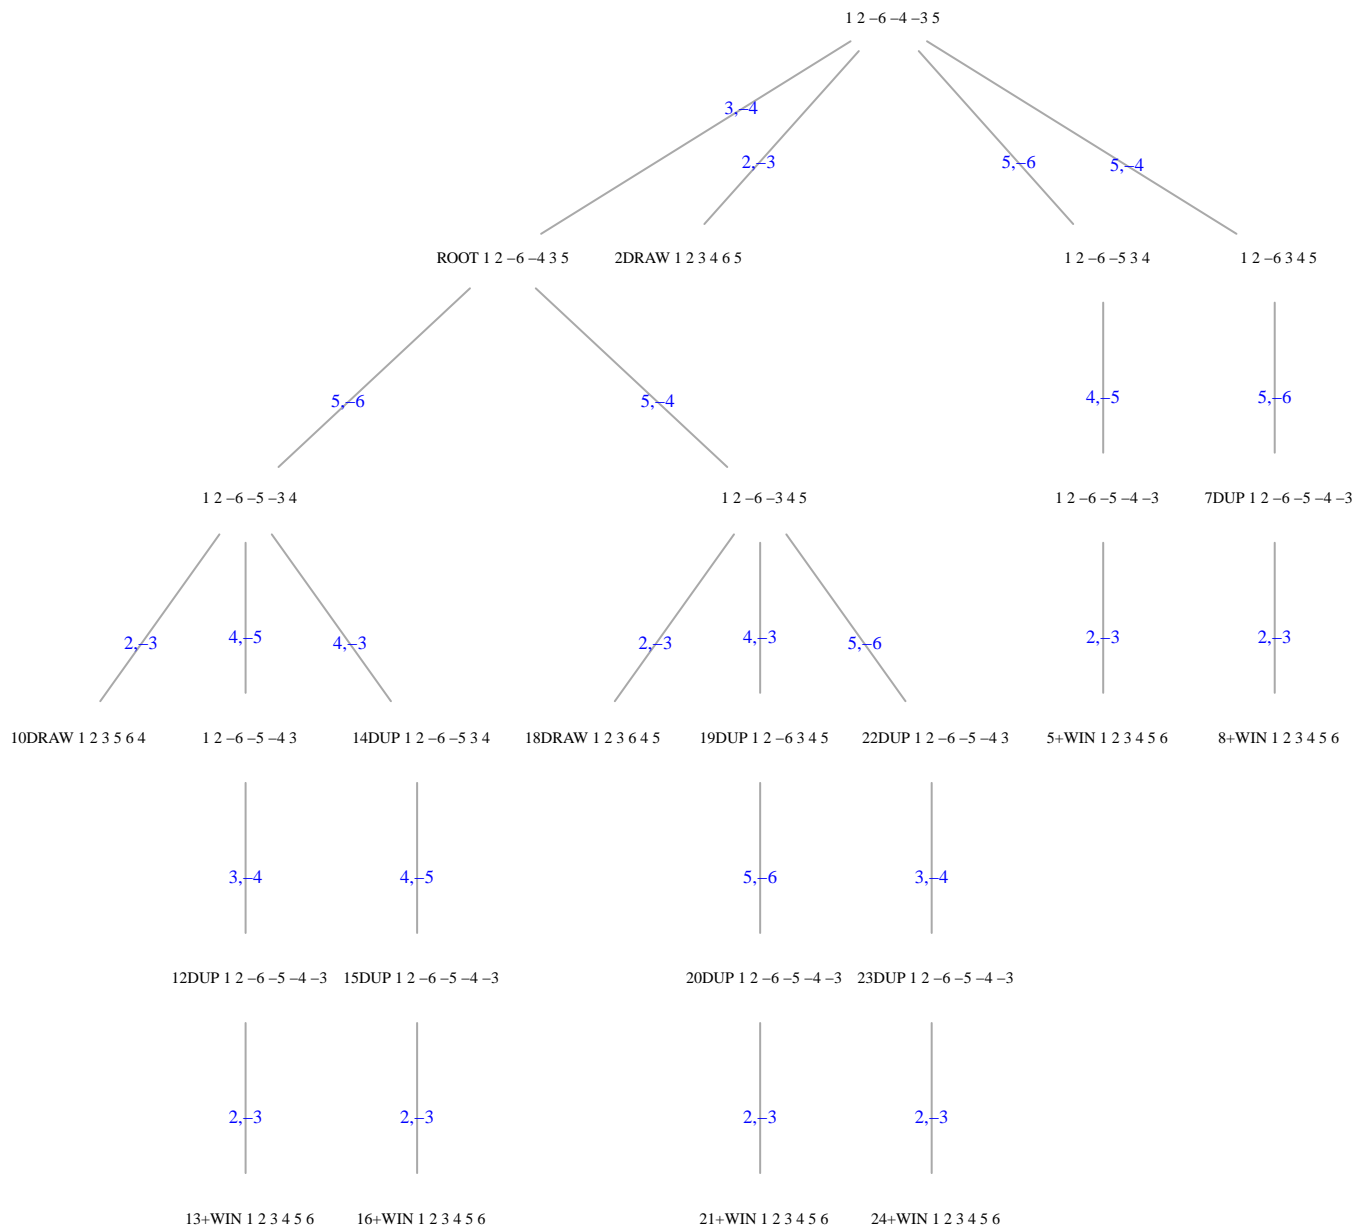 1 2 −6 −4 −3 5
3,−4
2,−3
5,−6
5,−4
ROOT 1 2 −6 −4 3 5
2DRAW 1 2 3 4 6 5
1 2 −6 −5 3 4
1 2 −6 3 4 5
5,−6
5,−4
4,−5
5,−6
1 2 −6 −5 −3 4
1 2 −6 −3 4 5
1 2 −6 −5 −4 −3
7DUP 1 2 −6 −5 −4 −3
2,−3
4,−5
4,−3
2,−3
4,−3
5,−6
2,−3
2,−3
10DRAW 1 2 3 5 6 4
1 2 −6 −5 −4 3
14DUP 1 2 −6 −5 3 4
18DRAW 1 2 3 6 4 5
19DUP 1 2 −6 3 4 5
22DUP 1 2 −6 −5 −4 3
5+WIN 1 2 3 4 5 6
8+WIN 1 2 3 4 5 6
3,−4
4,−5
5,−6
3,−4
12DUP 1 2 −6 −5 −4 −3
15DUP 1 2 −6 −5 −4 −3
20DUP 1 2 −6 −5 −4 −3
23DUP 1 2 −6 −5 −4 −3
2,−3
2,−3
2,−3
2,−3
13+WIN 1 2 3 4 5 6
16+WIN 1 2 3 4 5 6
21+WIN 1 2 3 4 5 6
24+WIN 1 2 3 4 5 6